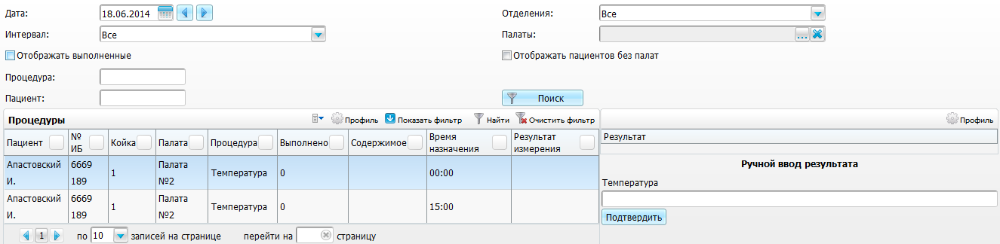 Дата: 18.06.2014 Отделения: Все
Интервал: Все Палаты: ...
Отображать выполненные Отображать пациентов без палат
Процедура:
Пациент: Поиск
Процедуры Профиль Показать фильтр Найти Очистить фильтр Профиль
Пациент № ИБ Койка Палата Процедура Выполнено Содержимое Время назначения Результат измерения Результат
Апастовский И. 6669 189 1 Палата №2 Температура 0 00:00
Апастовский И. 6669 189 1 Палата №2 Температура 0 15:00
Ручной ввод результата
Температура
Подтвердить
1 по 10 записей на странице перейти на страницу